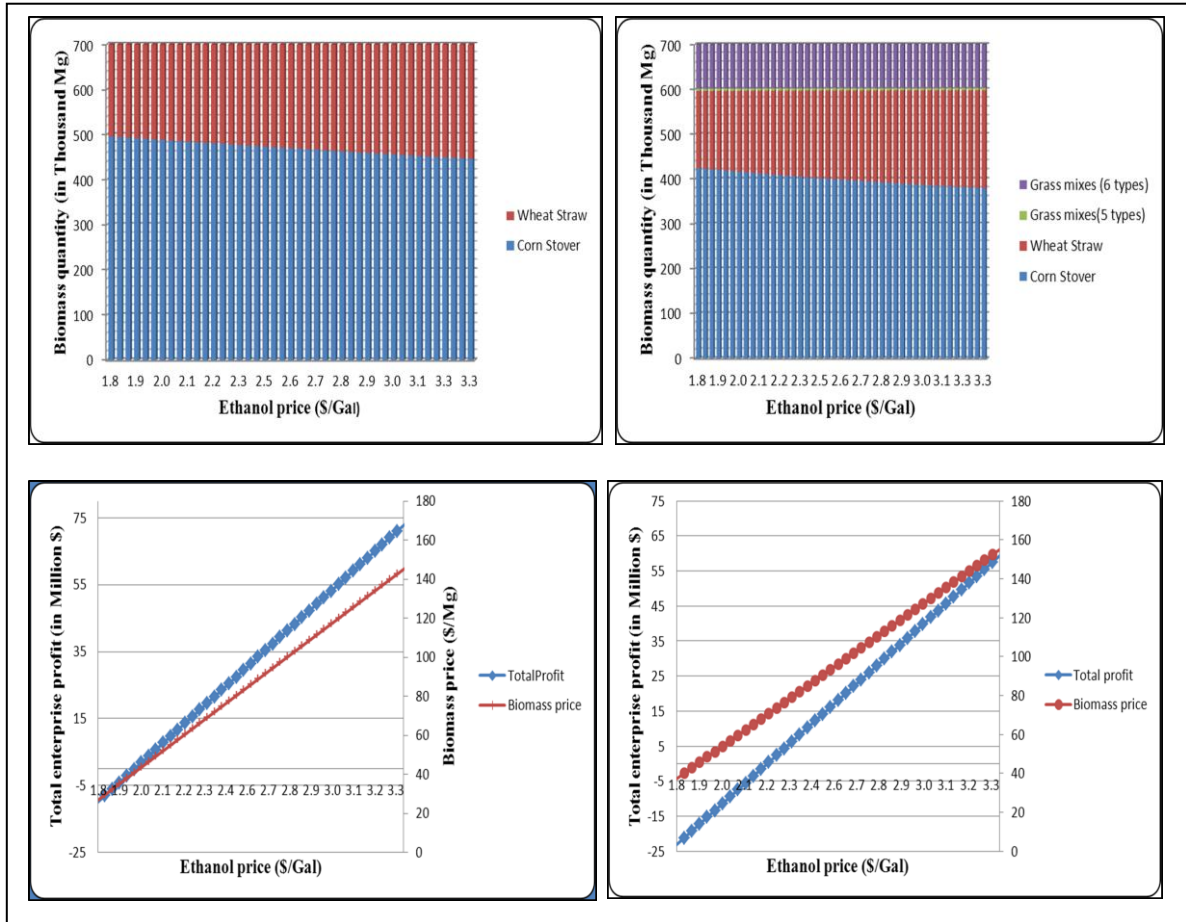 Biomass quantity (in Thousand Mg)
700
600
500
400
300
200
100
0
1.8 1.9 2.0 2.1 2.2 2.3 2.5 2.6 2.7 2.8 2.9 3.0 3.1 3.3
Ethanol price ($/Gal)
Wheat Straw
Corn Stover
Biomass quantity (in Thousand Mg)
700
600
500
400
300
200
100
0
1.8 1.9 2.0 2.1 2.2 2.3 2.5 2.6 2.7 2.8 2.9 3.0 3.1 3.3 3.3
Ethanol price ($/Gal)
Grass mixes (6 types)
Grass mixes(5 types)
Wheat Straw
Corn Stover
Total enterprise profit (in Million $)
75
55
35
15
-5
-25
1.8 1.9 2.0 2.1 2.2 2.3 2.4 2.6 2.7 2.8 2.9 3.0 3.1 3.2 3.3
Ethanol price ($/Gal)
180
160
140
120
100
80
60
40
20
0
Biomass price ($/Mg)
TotalProfit
Biomass price
Total enterprise profit (in Million $)
75
65
55
45
35
25
15
5
-5
-15
-25
1.8 1.9 2.0 2.1 2.2 2.3 2.4 2.6 2.7 2.8 2.9 3.0 3.1 3.2 3.3
Ethanol price ($/Gal)
180
160
140
120
100
80
60
40
20
0
Total profit
Biomass price